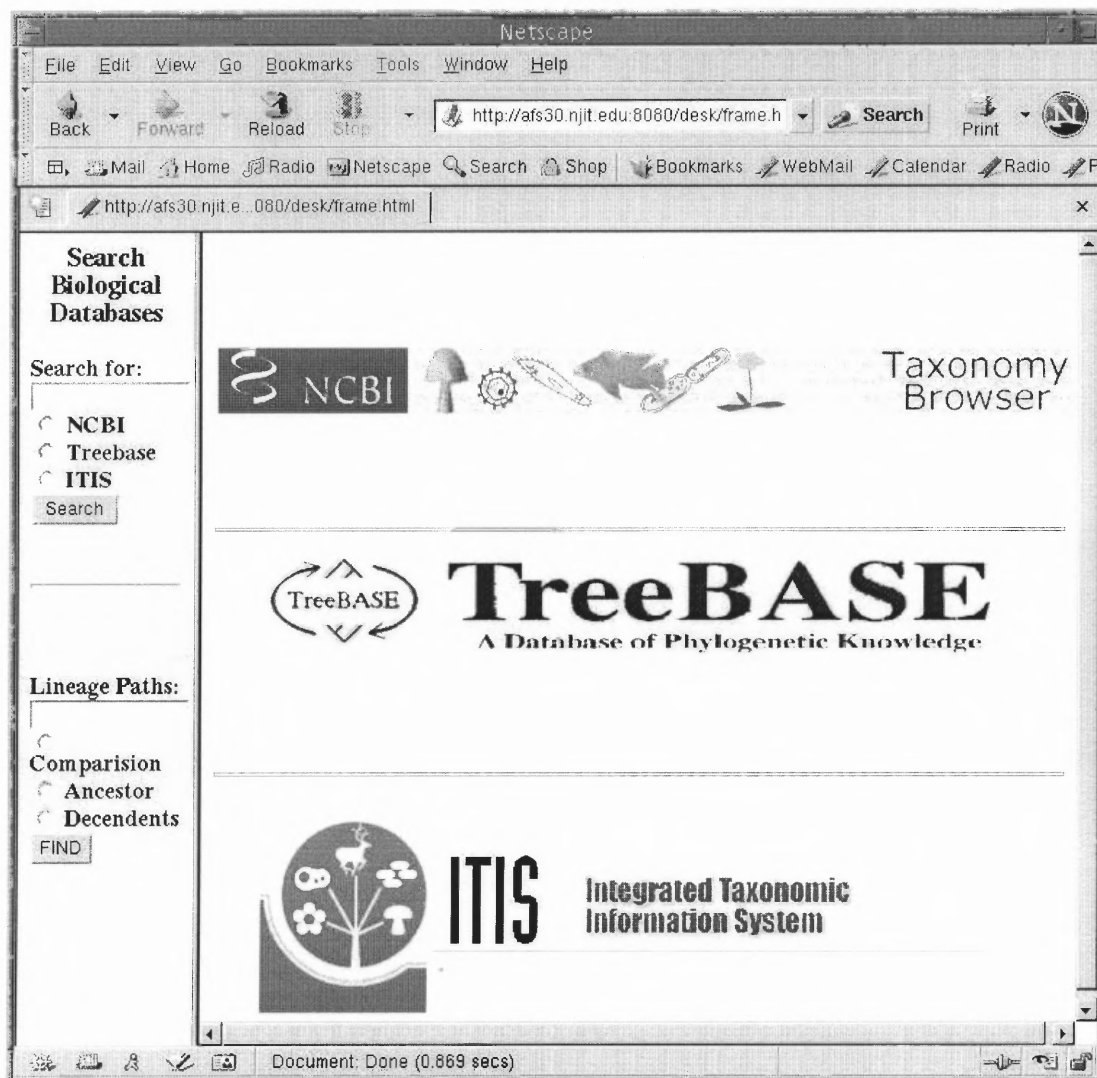 Netscape
File Edit View Go Bookmarks Tools Window Help
Back Forward Reload Stop http://afs30.njit.edu:8080/desk/frame.h Search Print N
Mail Home Radio Netscape Search Shop Bookmarks WebMail Calendar Radio
http://afs30.njit.e...080/desk/frame.html
Search
Biological
Databases
Search for:
NCBI
Treebase
ITIS
Search
Lineage Paths:
Comparision
Ancestor
Decendents
FIND
NCBI
Taxonomy
Browser
TreeBASE
TreeBASE
A Database of Phylogenetic Knowledge
ITIS
Integrated Taxonomic
Information System
Document: Done (0.869 secs)